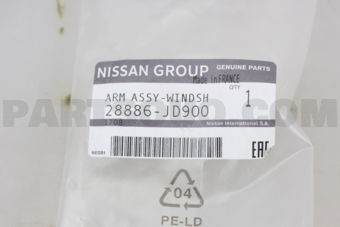 NISSAN GROUP GENUINE PARTS
Made in FRANCE
QTY
ARM ASSY-WINDSH 1
28886-JD900
Nissan International S.A.
EAC
04
PE-LD